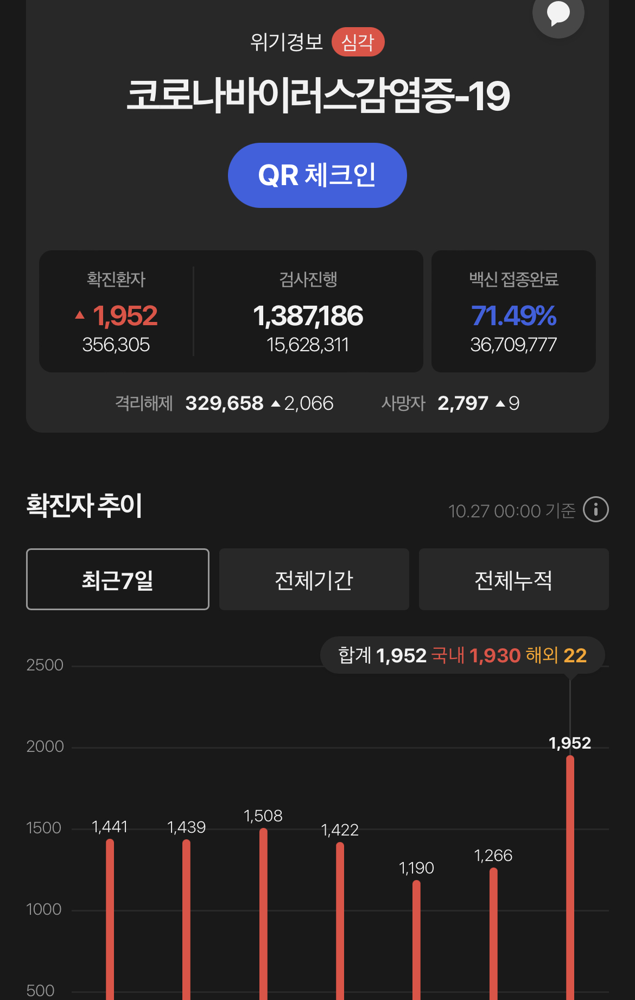 위기경보 심각
코로나바이러스감염증-19
QR 체크인
확진환자 검사진행 백신 접종완료
▲ 1,952 1,387,186 71.49%
356,305 15,628,311 36,709,777
격리해제 329,658 ▲2,066 사망자 2,797 ▲9
확진자 추이 10.27 00:00 기준
최근7일 전체기간 전체누적
합계 1,952 국내 1,930 해외 22
2500
2000
1,952
1500
1,441 1,439 1,508 1,422 1,190 1,266
1000
500